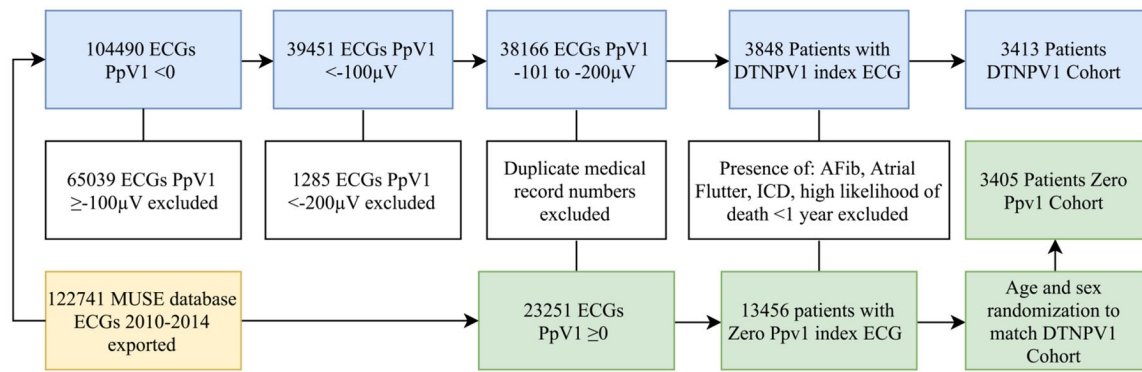 104490 ECGs
PpV1 <0
39451 ECGs PpV1
<-100µV
38166 ECGs PpV1
-101 to -200µV
3848 Patients with
DTNPV1 index ECG
3413 Patients
DTNPV1 Cohort
65039 ECGs PpV1
≥-100µV excluded
1285 ECGs PpV1
<-200µV excluded
Duplicate medical
record numbers
excluded
Presence of: AFib, Atrial
Flutter, ICD, high likelihood of
death <1 year excluded
3405 Patients Zero
Ppv1 Cohort
122741 MUSE database
ECGs 2010-2014
exported
23251 ECGs
PpV1 ≥0
13456 patients with
Zero Ppv1 index ECG
Age and sex
randomization to
match DTNPV1
Cohort